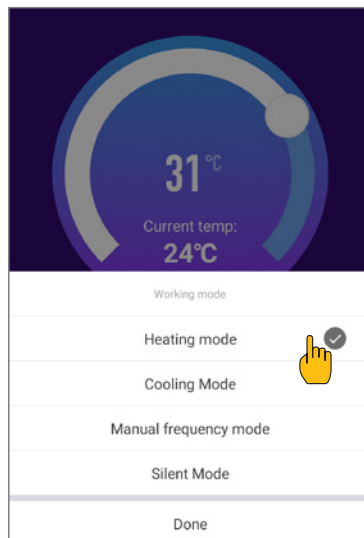 31°C
Current temp:
24℃
Working mode
Heating mode
Cooling Mode
Manual frequency mode
Silent Mode
Done